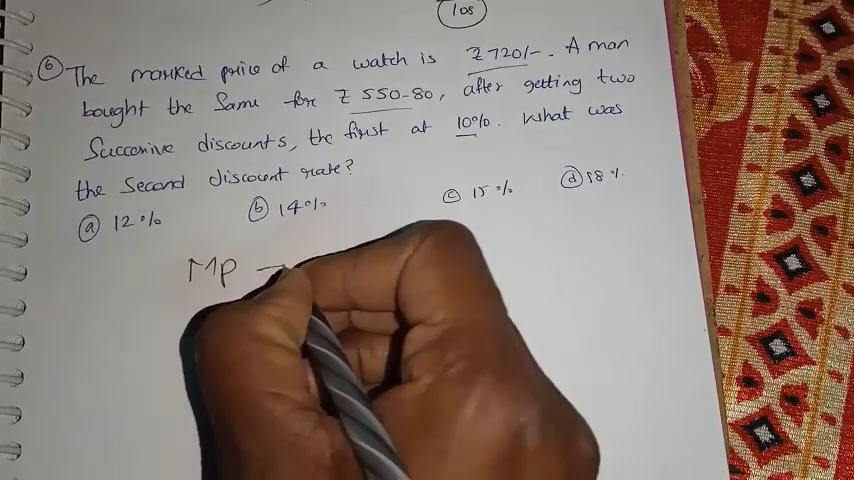 108
6 The marked price of a watch is ₹720/-. A man
bought the Same for ₹ 550-80, after getting two
Successive discounts, the first at 10%. What was
the second discount rate?
a 12% b 14% c 15% d 18%
MP